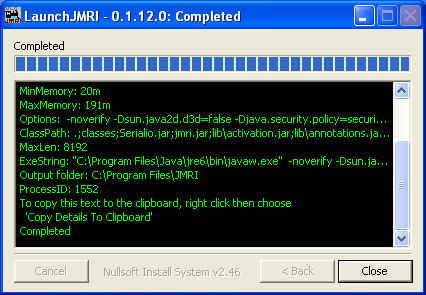 LaunchJMRI - 0.1.12.0: Completed
Completed
MinMemory: 20m
MaxMemory: 191m
Options:  -noverify -Dsun.java2d.d3d=false -Djava.security.policy=securi...
ClassPath: .;classes;Serialio.jar;jmri.jar;lib\activation.jar;lib\annotations.ja...
MaxLen: 8192
ExeString: "C:\Program Files\Java\jre6\bin\javaw.exe"  -noverify -Dsun.ja...
Output folder: C:\Program Files\JMRI
ProcessID: 1552
To copy this text to the clipboard, right click then choose
  'Copy Details To Clipboard'
Completed
Cancel Nullsoft Install System v2.46 < Back Close